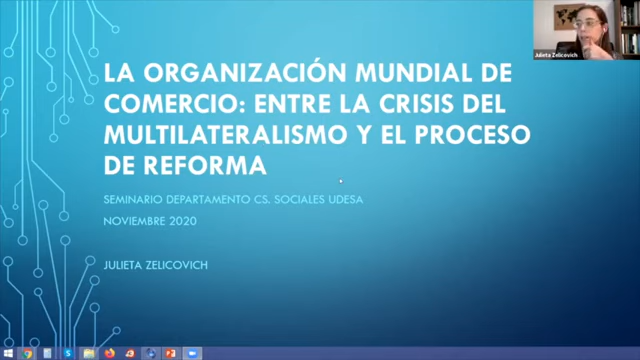 LA ORGANIZACIÓN MUNDIAL DE
COMERCIO: ENTRE LA CRISIS DEL
MULTILATERALISMO Y EL PROCESO
DE REFORMA
SEMINARIO DEPARTAMENTO CS. SOCIALES UDESA
NOVIEMBRE 2020
JULIETA ZELICOVICH
Julieta Zelicovich